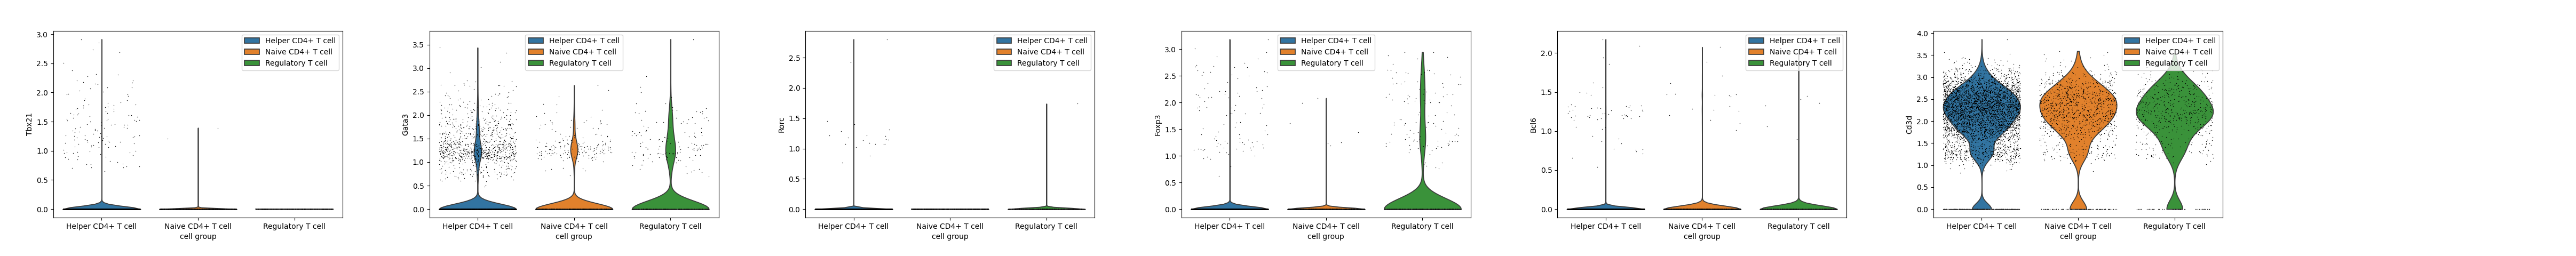 Tbx21
3.0
2.5
2.0
1.5
1.0
0.5
0.0
Helper CD4+ T cell
Naive CD4+ T cell
Regulatory T cell
Helper CD4+ T cell Naive CD4+ T cell Regulatory T cell
cell group
Gata3
3.5
3.0
2.5
2.0
1.5
1.0
0.5
0.0
Helper CD4+ T cell
Naive CD4+ T cell
Regulatory T cell
Helper CD4+ T cell Naive CD4+ T cell Regulatory T cell
cell group
Rorc
2.5
2.0
1.5
1.0
0.5
0.0
Helper CD4+ T cell
Naive CD4+ T cell
Regulatory T cell
Helper CD4+ T cell Naive CD4+ T cell Regulatory T cell
cell group
Foxp3
3.0
2.5
2.0
1.5
1.0
0.5
0.0
Helper CD4+ T cell
Naive CD4+ T cell
Regulatory T cell
Helper CD4+ T cell Naive CD4+ T cell Regulatory T cell
cell group
Bcl6
2.0
1.5
1.0
0.5
0.0
Helper CD4+ T cell
Naive CD4+ T cell
Regulatory T cell
Helper CD4+ T cell Naive CD4+ T cell Regulatory T cell
cell group
Cd3d
4.0
3.5
3.0
2.5
2.0
1.5
1.0
0.5
0.0
Helper CD4+ T cell
Naive CD4+ T cell
Regulatory T cell
Helper CD4+ T cell Naive CD4+ T cell Regulatory T cell
cell group